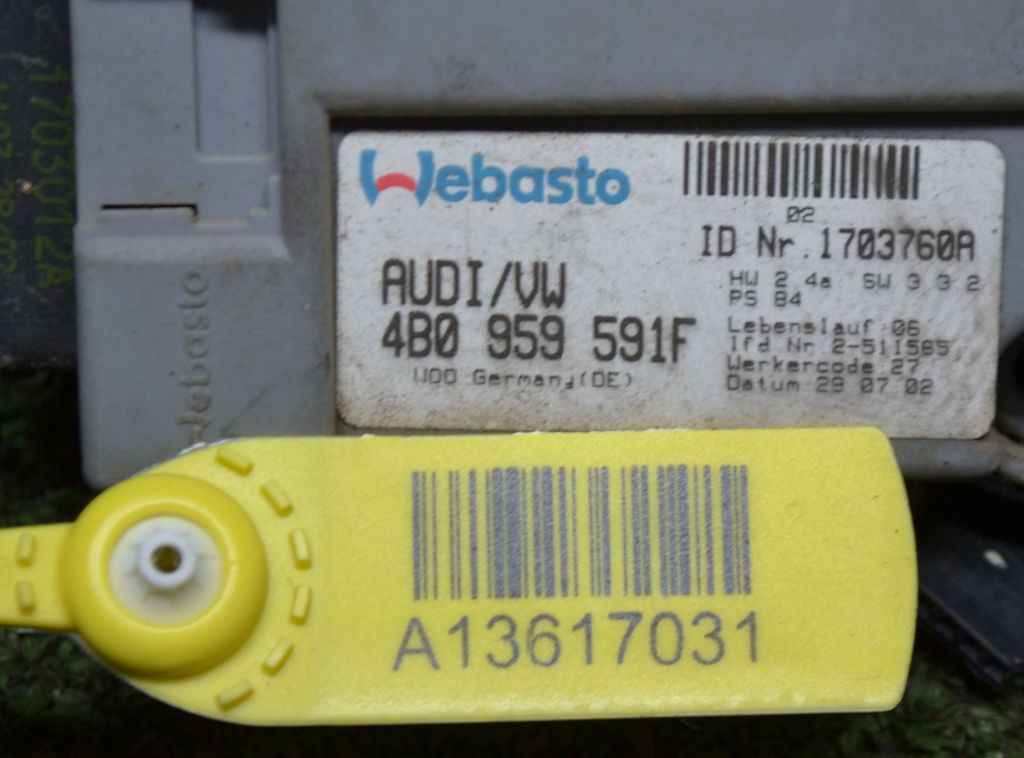 Webasto
02
ID Nr.1703760A
AUDI/VW
4B0 959 591F
HW 2 4a SW 3 3 2
PS 84
Lebenslauf 06
lfd Nr 2-511585
Werkercode 27
Datum 29 07 02
Germany(DE)
Webasto
1703012A
A13617031